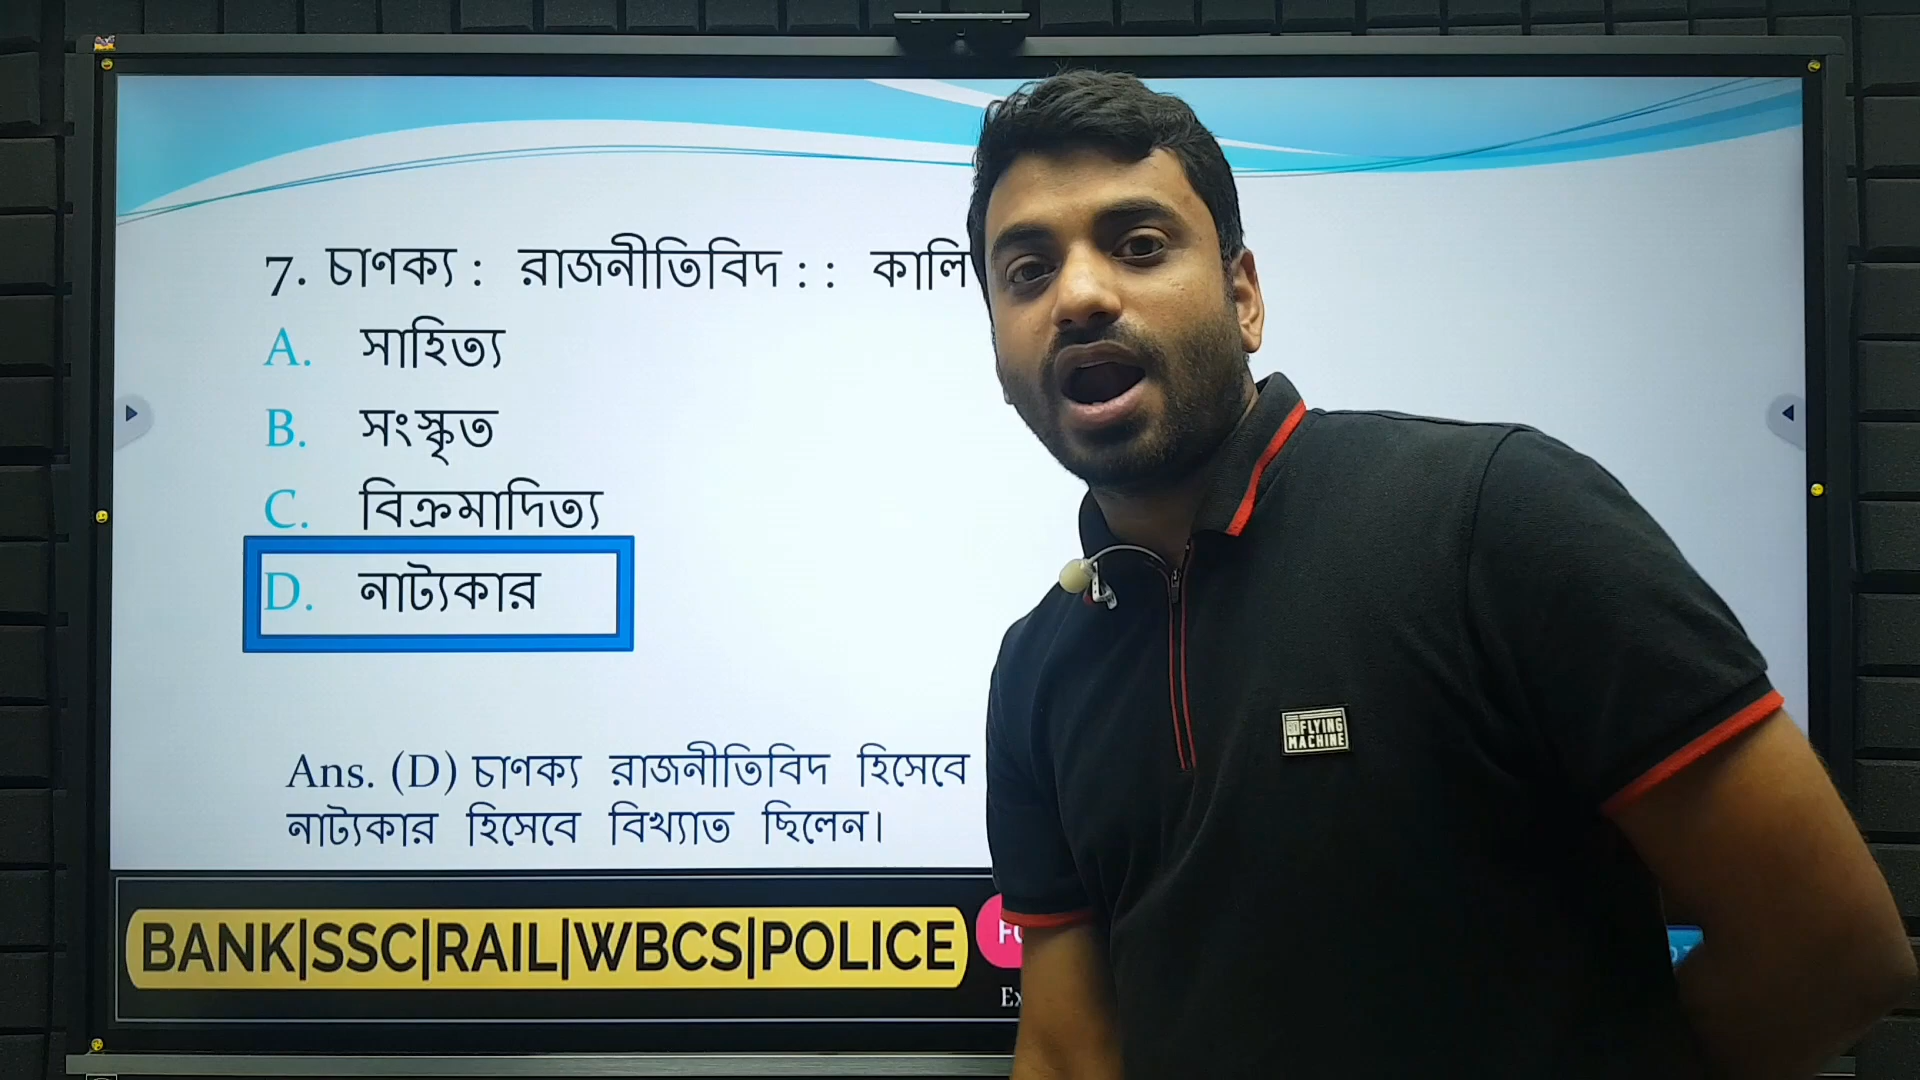 7. চাণক্য : রাজনীতিবিদ : : কালি
A. সাহিত্য
B. সংস্কৃত
C. বিক্রমাদিত্য
D. নাট্যকার
Ans. (D) চাণক্য রাজনীতিবিদ হিসেবে
নাট্যকার হিসেবে বিখ্যাত ছিলেন।
BANK|SSC|RAIL|WBCS|POLICE
FLYING
MACHINE